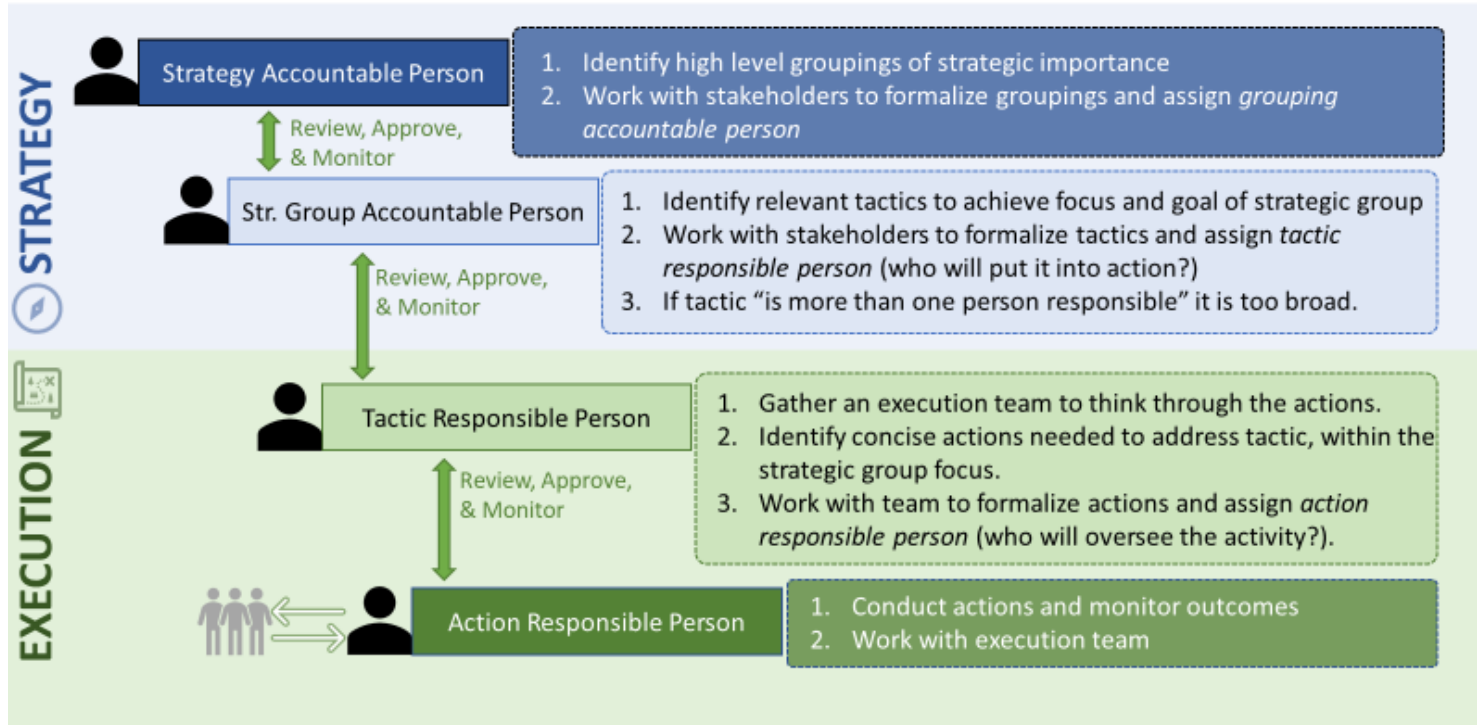 STRATEGY
Strategy Accountable Person
1. Identify high level groupings of strategic importance
2. Work with stakeholders to formalize groupings and assign grouping
accountable person
Review, Approve,
& Monitor
Str. Group Accountable Person
1. Identify relevant tactics to achieve focus and goal of strategic group
2. Work with stakeholders to formalize tactics and assign tactic
responsible person (who will put it into action?)
3. If tactic “is more than one person responsible” it is too broad.
Review, Approve,
& Monitor
EXECUTION
Tactic Responsible Person
1. Gather an execution team to think through the actions.
2. Identify concise actions needed to address tactic, within the
strategic group focus.
3. Work with team to formalize actions and assign action
responsible person (who will oversee the activity?).
Review, Approve,
& Monitor
Action Responsible Person
1. Conduct actions and monitor outcomes
2. Work with execution team